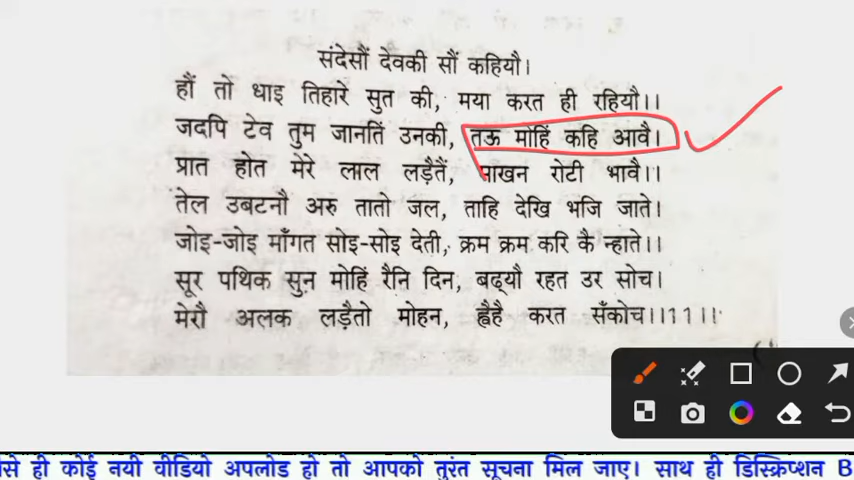 संदेसौं देवकी सौं कहियौ।
हौं तो धाइ तिहारे सुत की, मया करत ही रहियौ।।
जदपि टेव तुम जानतिं उनकी, तऊ मोहिं कहि आवै।
प्रात होत मेरे लाल लड़ैतैं, माखन रोटी भावै।।
तेल उबटनौ अरु तातो जल, ताहि देखि भजि जाते।
जोइ-जोइ माँगत सोइ-सोइ देती, क्रम क्रम करि कै न्हाते।।
सूर पथिक सुन मोहिं रैनि दिन, बढ्यौ रहत उर सोच।
मेरौ अलक लड़ैतो मोहन, ह्वैहै करत सँकोच।।11।।
से ही कोई नयी वीडियो अपलोड हो तो आपको तुरंत सूचना मिल जाए। साथ ही डिस्क्रिप्शन B